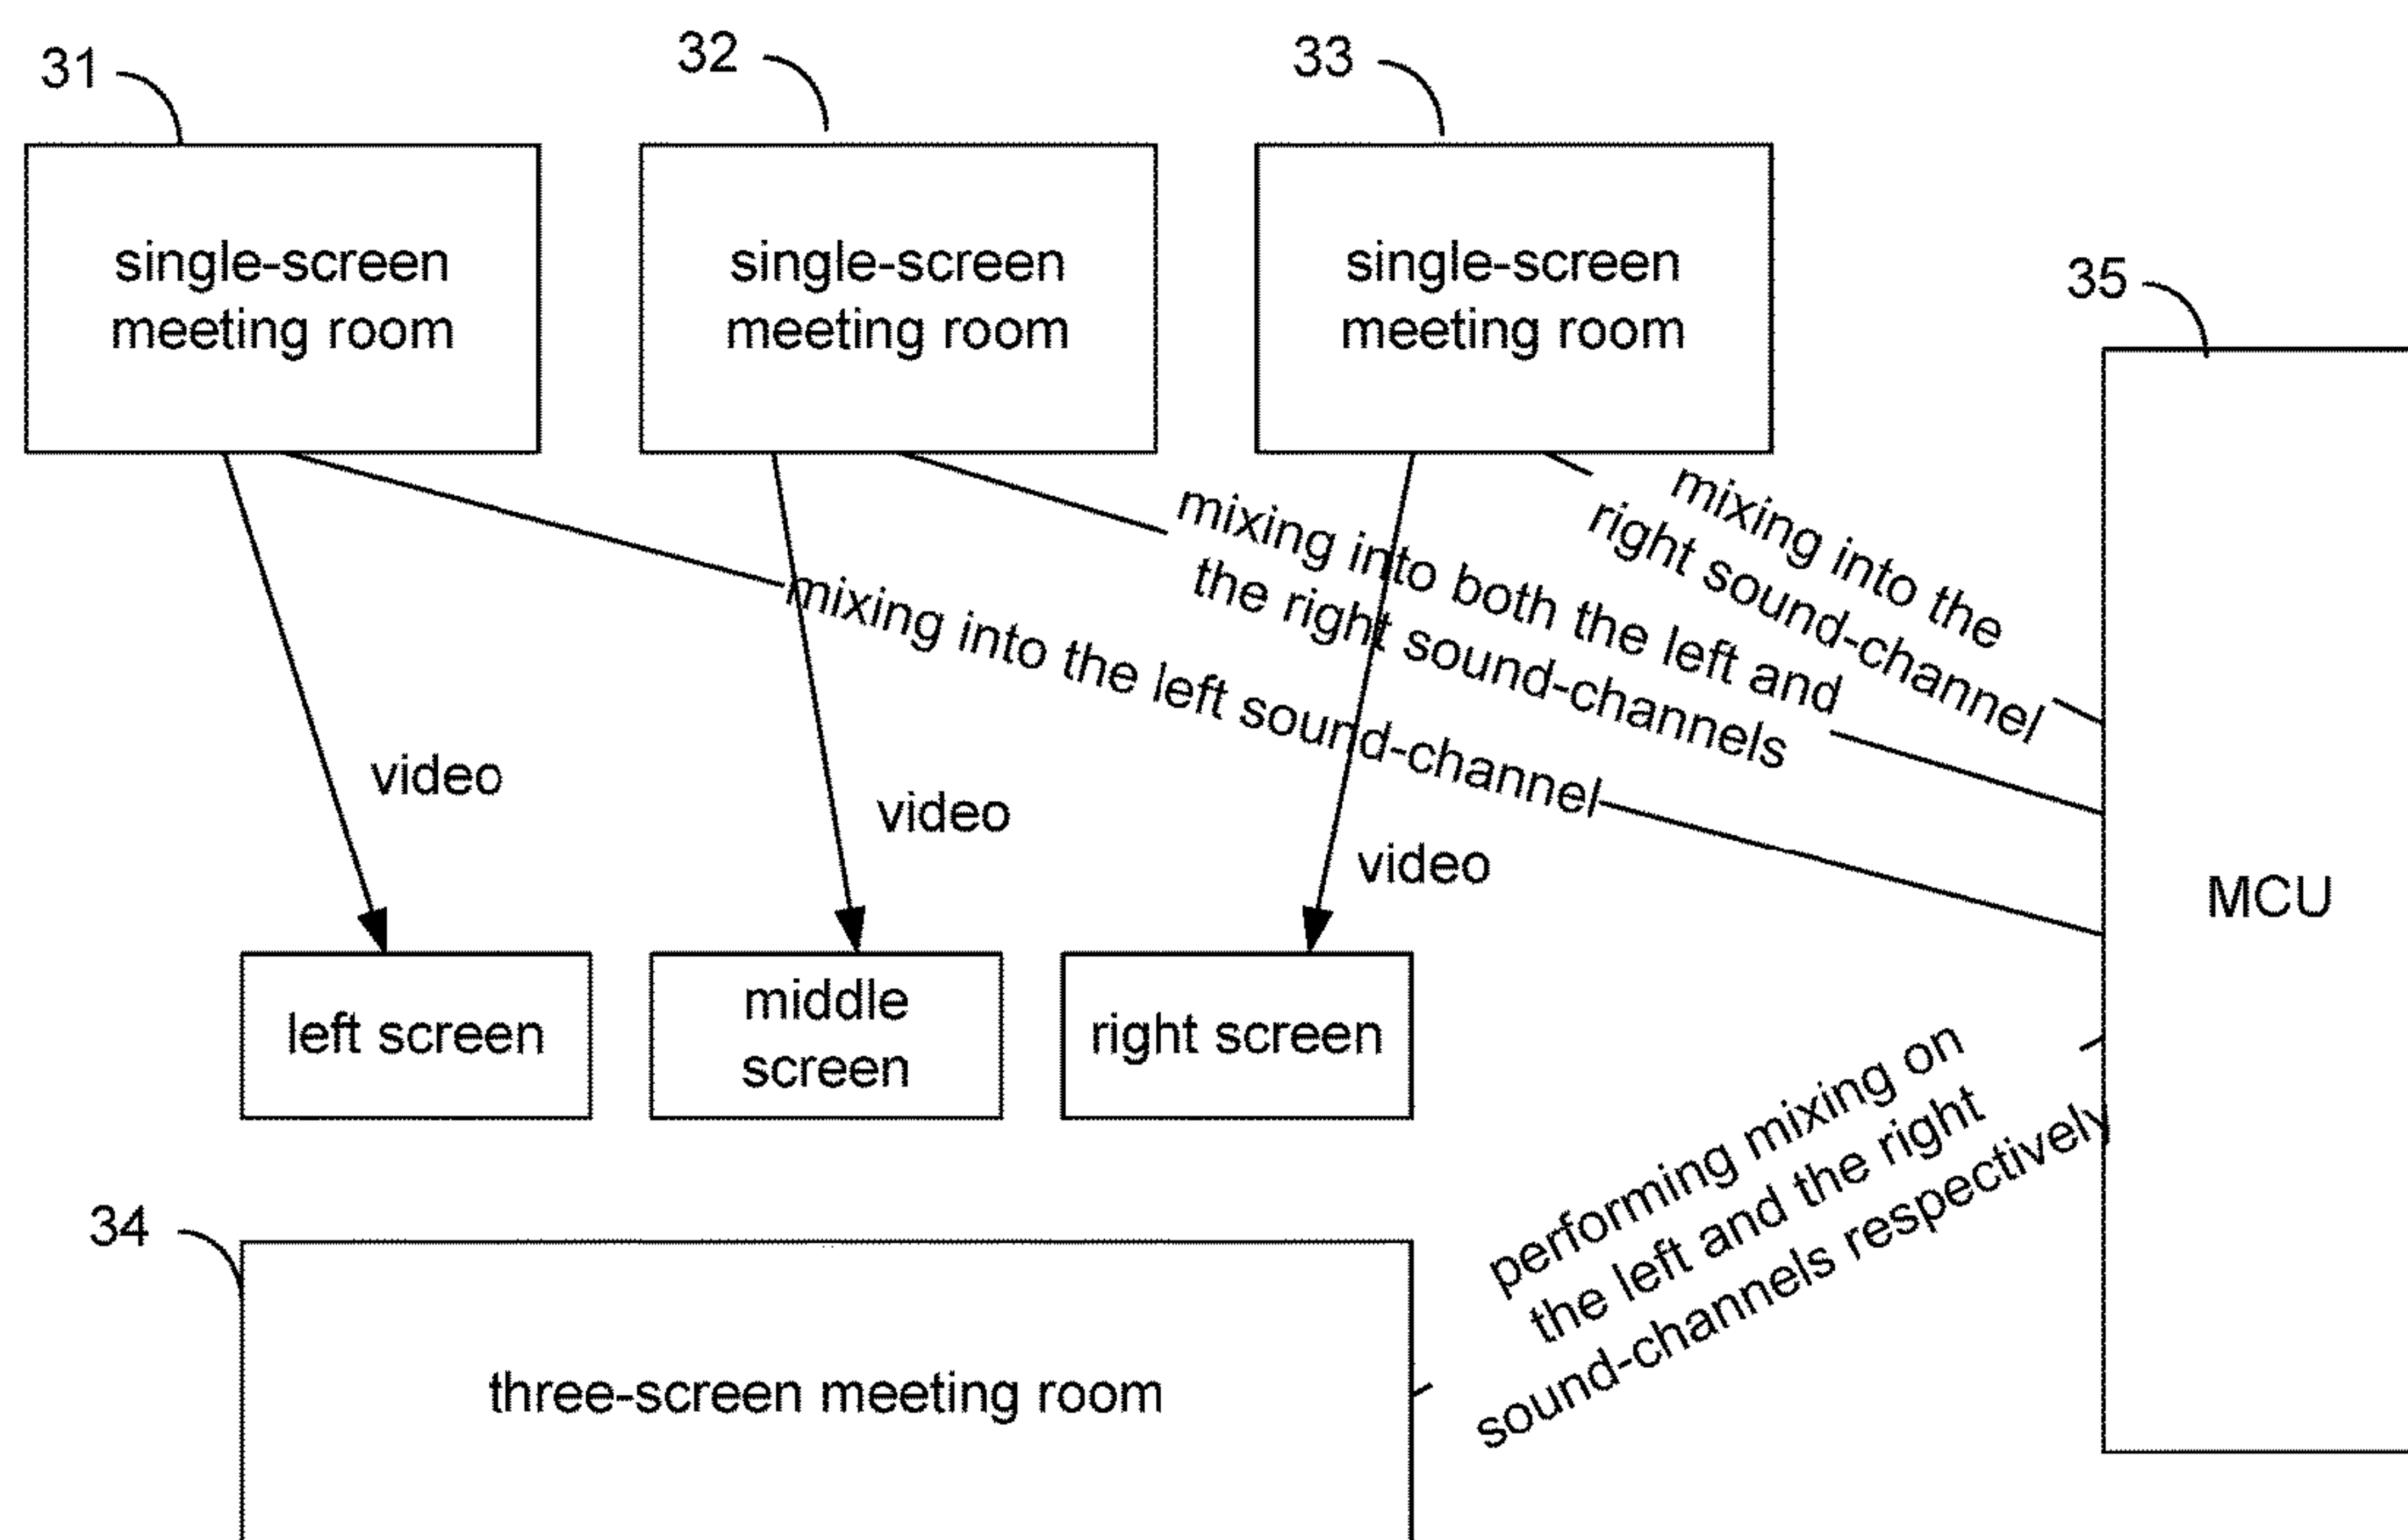 31
32
33
single-screen
meeting room
single-screen
meeting room
single-screen
meeting room
35
mixing into the
right sound-channel
mixing into both the left and
the right sound-channels
mixing into the left sound-channel
video
video
video
MCU
left screen
middle
screen
right screen
performing mixing on
the left and the right
sound-channels respectively
34
three-screen meeting room